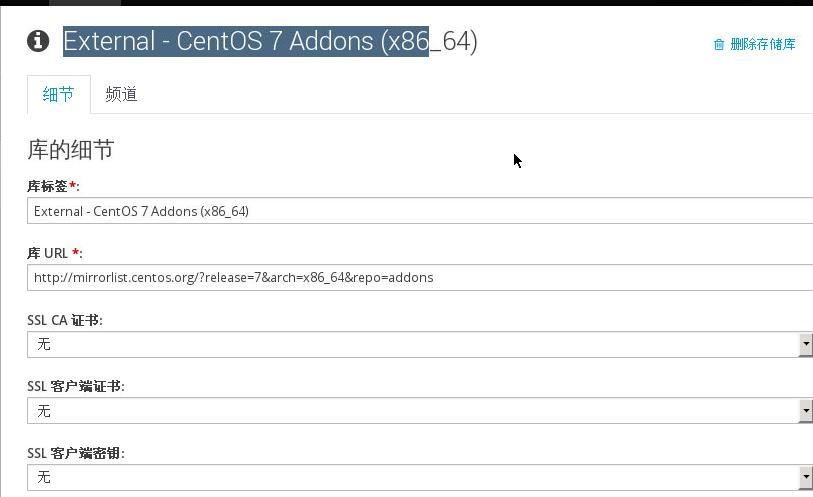 External - CentOS 7 Addons (x86_64)
删除存储库
细节 频道
库的细节
库标签*:
External - CentOS 7 Addons (x86_64)
库 URL *:
http://mirrorlist.centos.org/?release=7&arch=x86_64&repo=addons
SSL CA 证书:
无
SSL 客户端证书:
无
SSL 客户端密钥:
无